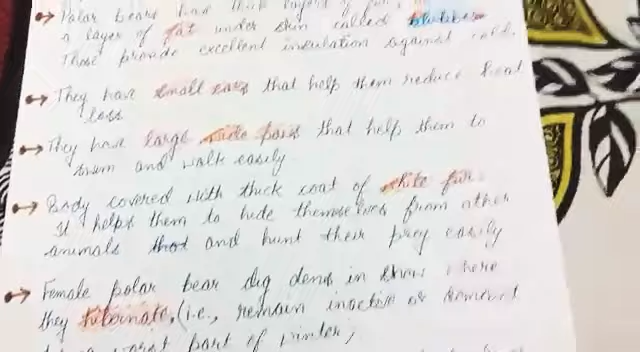 Polar bears have thick layers of fur,
a layer of fat under skin called blubber
These provide excellent insulation against cold.
They have small ears that help them reduce heat
loss
They have large wide paws that help them to
swim and walk easily
Body covered with thick coat of white fur.
It helps them to hide themselves from other
animals and hunt their prey easily
Female polar bear dig dens in snow where
they hibernate, (i.e., remain inactive or dormant
worst part of winter)